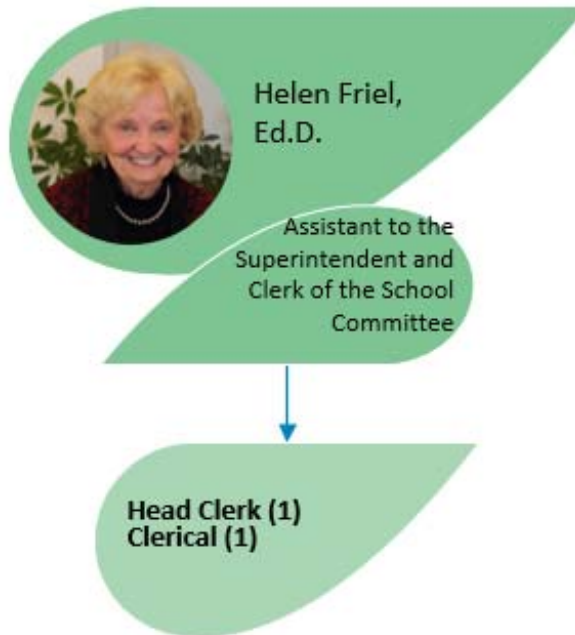 Helen Friel,
Ed.D.
Assistant to the
Superintendent and
Clerk of the School
Committee
Head Clerk (1)
Clerical (1)